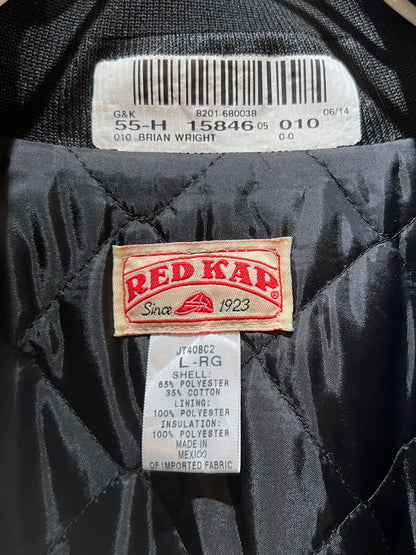 G&K 8201-680038 06/14
55-H 15846 05 010
010 BRIAN WRIGHT 0-0
RED KAP®
Since 1923
JT40BC2
L-RG
SHELL:
65% POLYESTER
35% COTTON
LINING:
100% POLYESTER
INSULATION:
100% POLYESTER
MADE IN
MEXICO
OF IMPORTED FABRIC